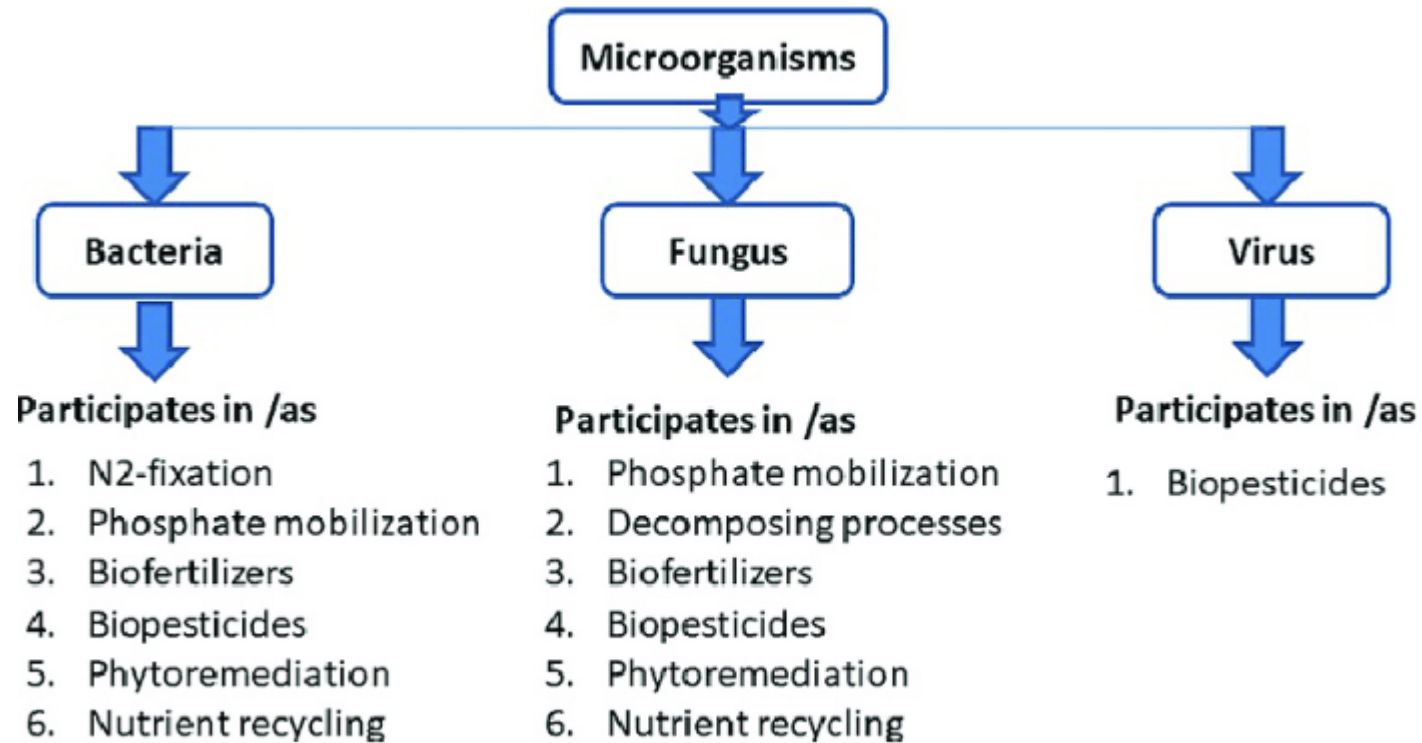 Microorganisms
Bacteria
Fungus
Virus
Participates in /as
1. N2-fixation
2. Phosphate mobilization
3. Biofertilizers
4. Biopesticides
5. Phytoremediation
6. Nutrient recycling
Participates in /as
1. Phosphate mobilization
2. Decomposing processes
3. Biofertilizers
4. Biopesticides
5. Phytoremediation
6. Nutrient recycling
Participates in /as
1. Biopesticides